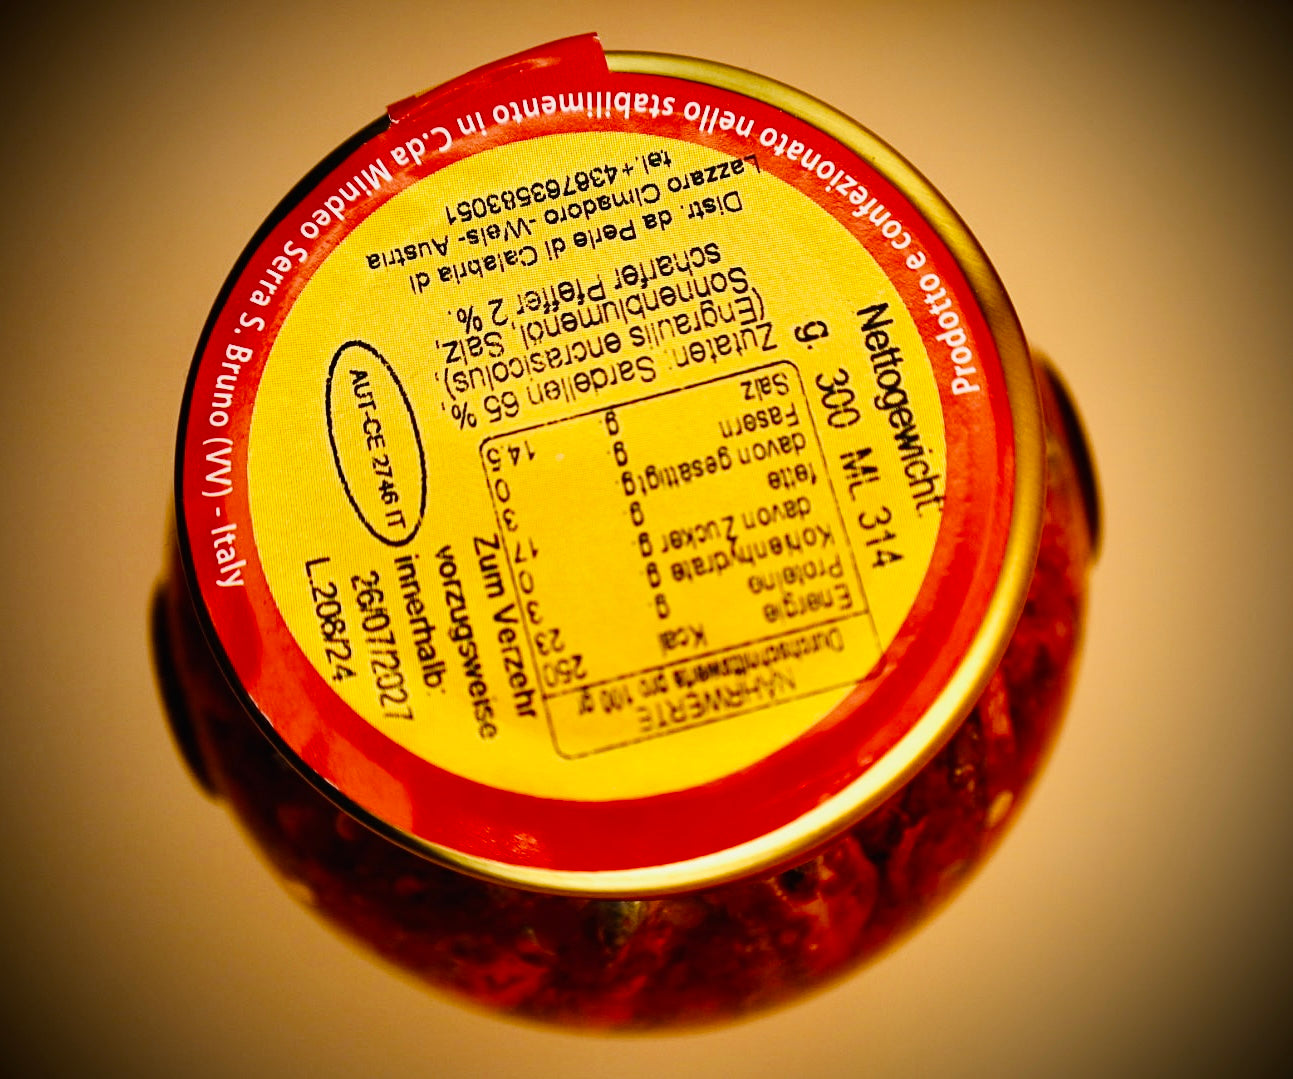 Prodotto e confezionato nello stabilimento in C.da Mindeo Serra S. Bruno (VV) - Italy
NÄHRWERTE
Durchschnittswerte pro 100 gr
Energie Kcal 250
Proteine g. 23
Kohenhydrate g 3
davon Zucker g 0
fette g. 17
davon gesättigt g. 3
Fasern g. 0
Salz g. 14.5
Zutaten: Sardellen 65 %,
(Engraulis encrasicolus),
Sonnenblumenöl, Salz,
scharfer Pfeffer 2 %.
Distr. da Perle di Calabria di
Lazzaro Cimadoro -Wels- Austria
tel.+436763583051
Nettogewicht.
g. 300 ML 314
AUT-CE 2746 IT
Zum Verzehr
vorzugsweise
innerhalb:
26/07/2027
L.208/24